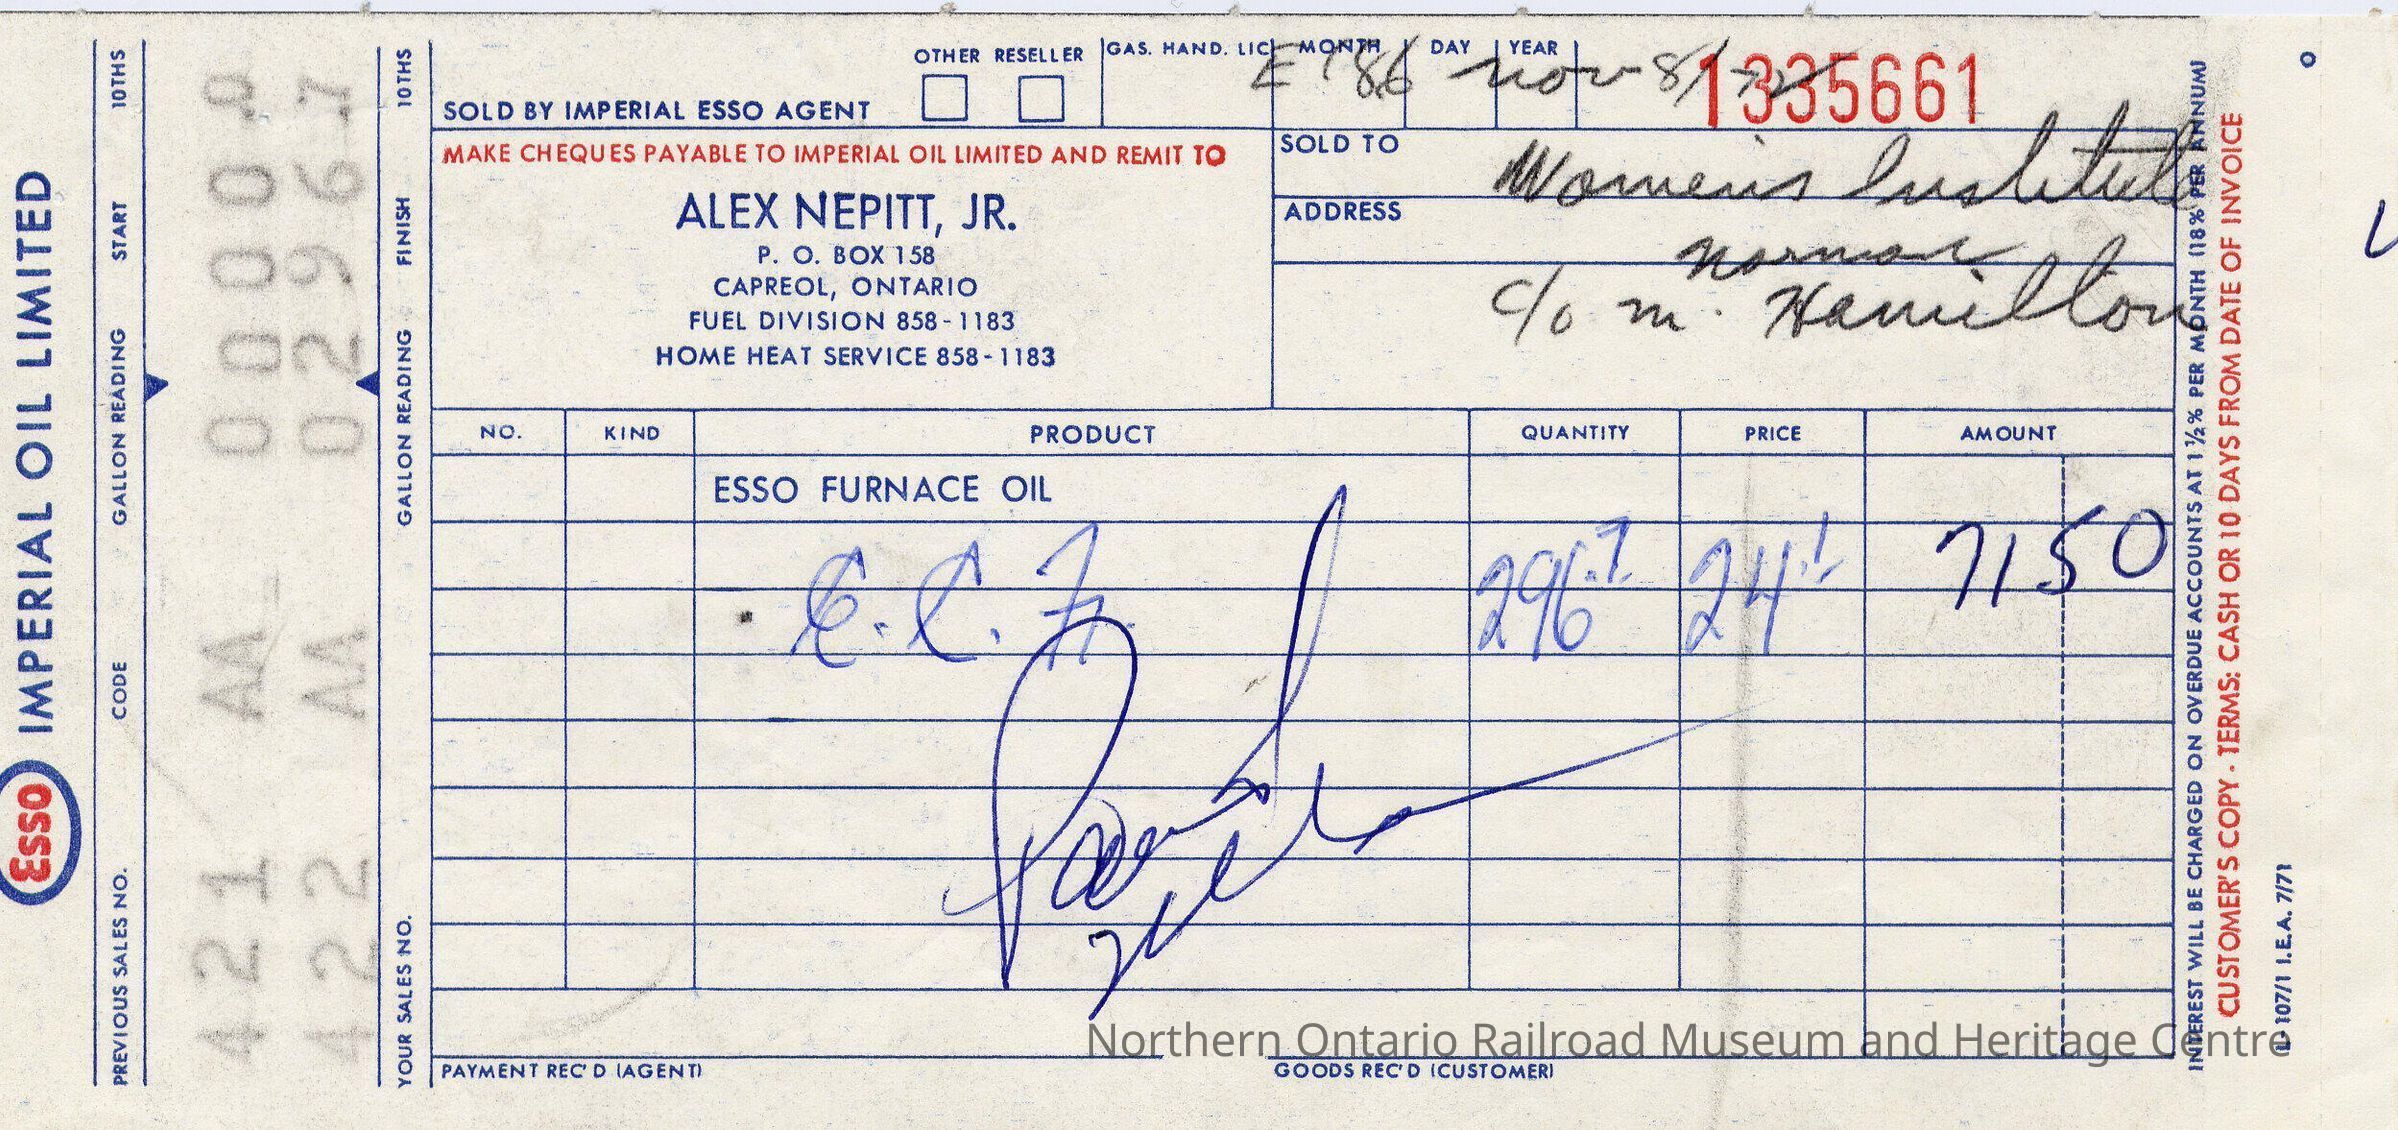 ESSO IMPERIAL OIL LIMITED
PREVIOUS SALES NO. CODE GALLON READING START 10THS
421 AA 0000.0
422 AA 0296.7
YOUR SALES NO. GALLON READING FINISH 10THS
OTHER RESELLER GAS. HAND. LIC MONTH DAY YEAR
SOLD BY IMPERIAL ESSO AGENT
E786 Nov 8/72 1335661
MAKE CHEQUES PAYABLE TO IMPERIAL OIL LIMITED AND REMIT TO
ALEX NEPITT, JR.
P. O. BOX 158
CAPREOL, ONTARIO
FUEL DIVISION 858-1183
HOME HEAT SERVICE 858-1183
SOLD TO Women's Institute
ADDRESS
Norman
c/o m. Hamilton
NO. KIND PRODUCT QUANTITY PRICE AMOUNT
ESSO FURNACE OIL
296.7 24.1 71 50
Paid
PAYMENT REC'D (AGENT) GOODS REC'D (CUSTOMER)
INTEREST WILL BE CHARGED ON OVERDUE ACCOUNTS AT 1½% PER MONTH (18% PER ANNUM)
CUSTOMER'S COPY - TERMS: CASH OR 10 DAYS FROM DATE OF INVOICE
107/1 I.E.A. 7/71
Northern Ontario Railroad Museum and Heritage Centre